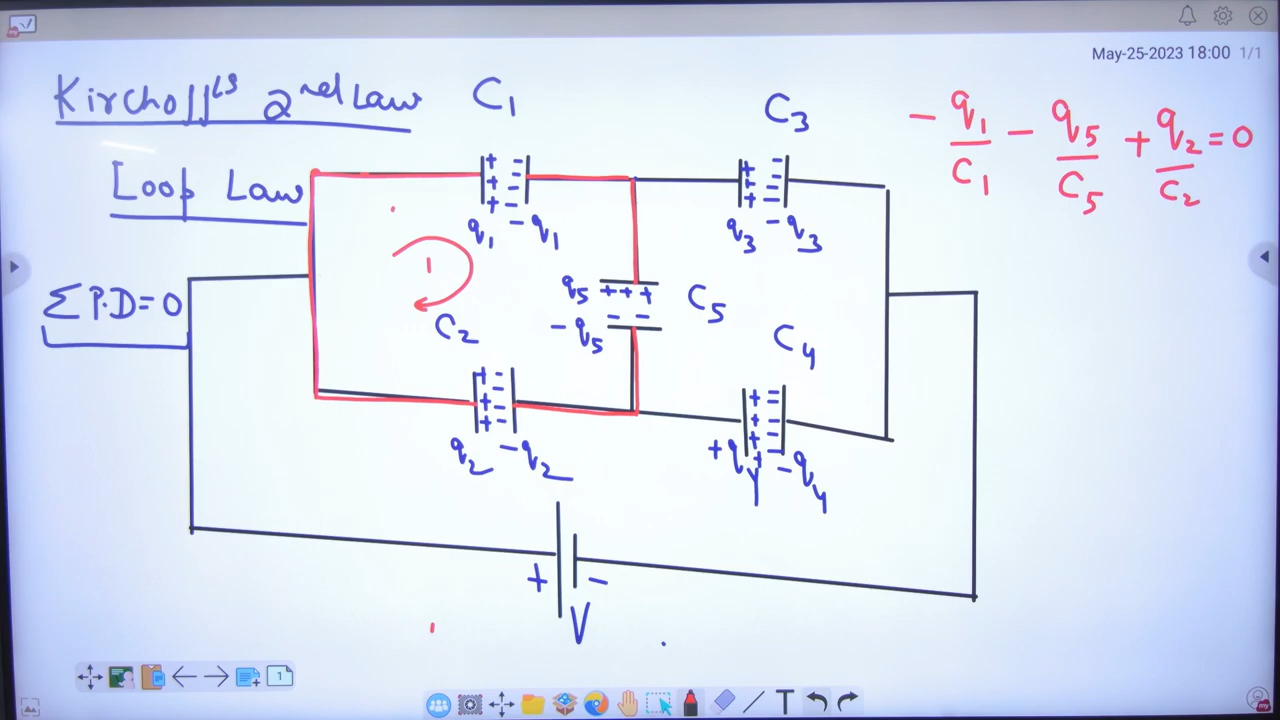 May-25-2023 18:00 1/1
Kirchoff's 2nd Law
Loop Law
ΣP.D=0
C1
C3
-q1/C1 - q5/C5 + q2/C2 = 0
+ - + - + -
q1 -q1
+ - + - + -
q3 -q3
1
q5 +++ C5
-q5 - -
C2
C4
+ - + - + -
q2 -q2
+ - + - + -
+q4 -q4
+ -
V
1
T